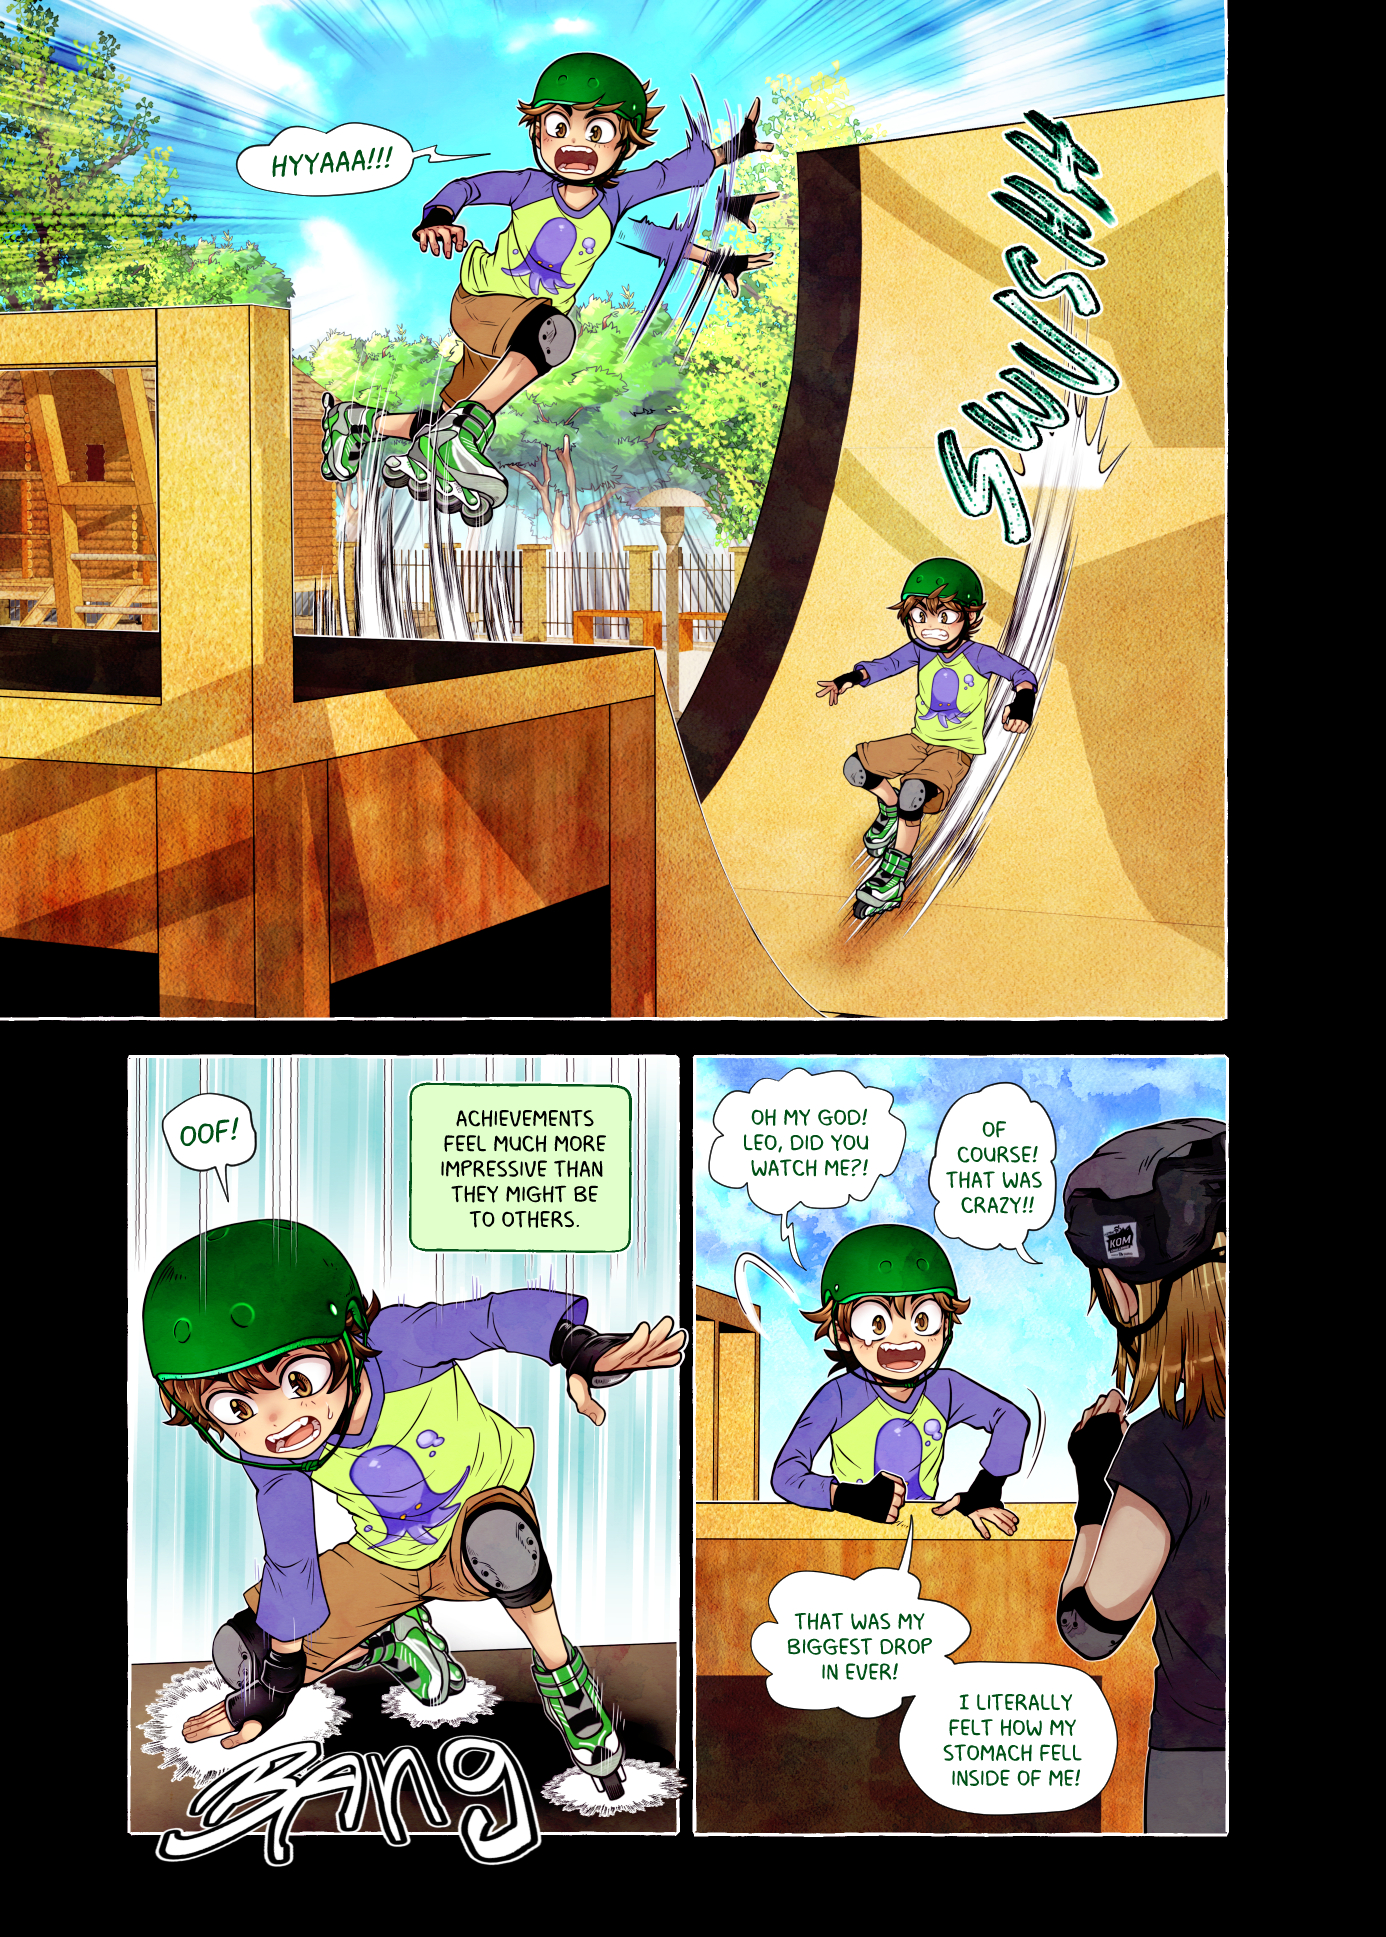 HYYAAA!!!
SWUSHH
OOF!
ACHIEVEMENTS
FEEL MUCH MORE
IMPRESSIVE THAN
THEY MIGHT BE
TO OTHERS.
BANG
OH MY GOD!
LEO, DID YOU
WATCH ME?!
OF
COURSE!
THAT WAS
CRAZY!!
KOM
THAT WAS MY
BIGGEST DROP
IN EVER!
I LITERALLY
FELT HOW MY
STOMACH FELL
INSIDE OF ME!